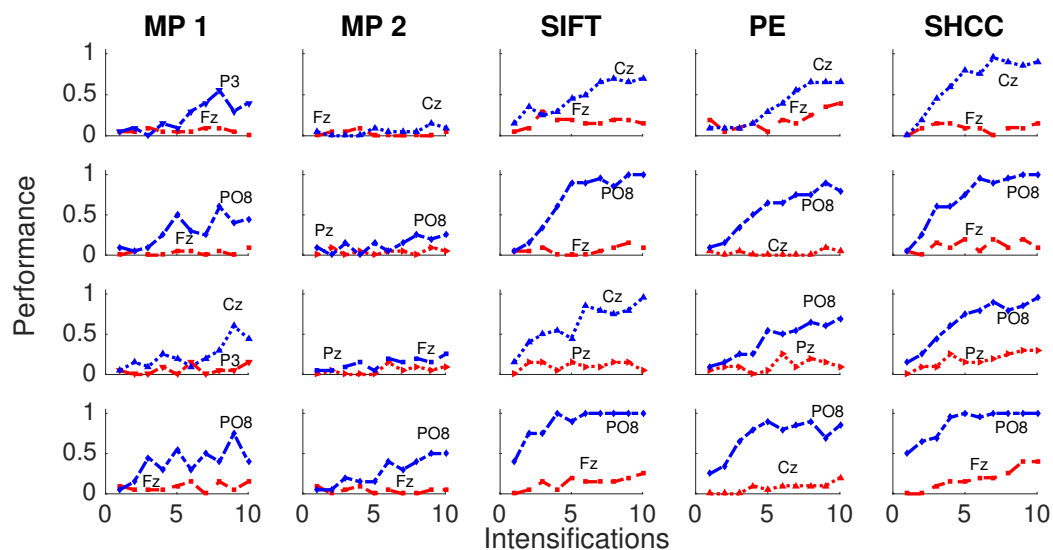 MP 1 MP 2 SIFT PE SHCC
Performance
1 P3 Cz Cz Cz Cz
0.5 Fz Fz Fz Fz Fz
0
1 PO8 PO8 PO8 PO8 PO8
0.5 Fz Pz Fz Cz Fz
0
1 Cz Fz Cz PO8 PO8
0.5 P3 Pz Pz Pz Pz
0
1 PO8 PO8 PO8 PO8 PO8
0.5 Fz Fz Fz Cz Fz
0
0 5 10 0 5 10 0 5 10 0 5 10 0 5 10
Intensifications